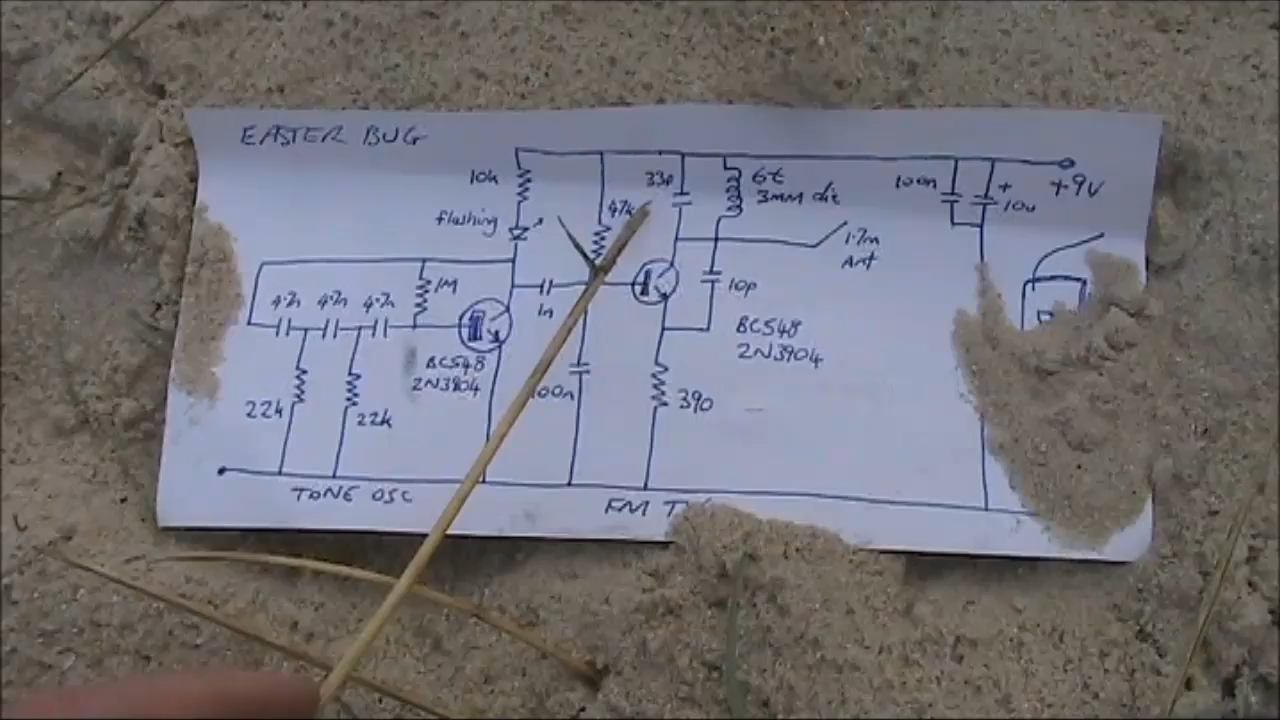 EASTER BUG
10k
flashing
47k
33p
6t
3mm dia
100n
+
10u
+9V
1.7m
Ant
4.7n 4.7n 4.7n
1M
1n
10p
BC548
2N3904
BC548
2N3904
22k
22k
100n
390
TONE OSC
FM